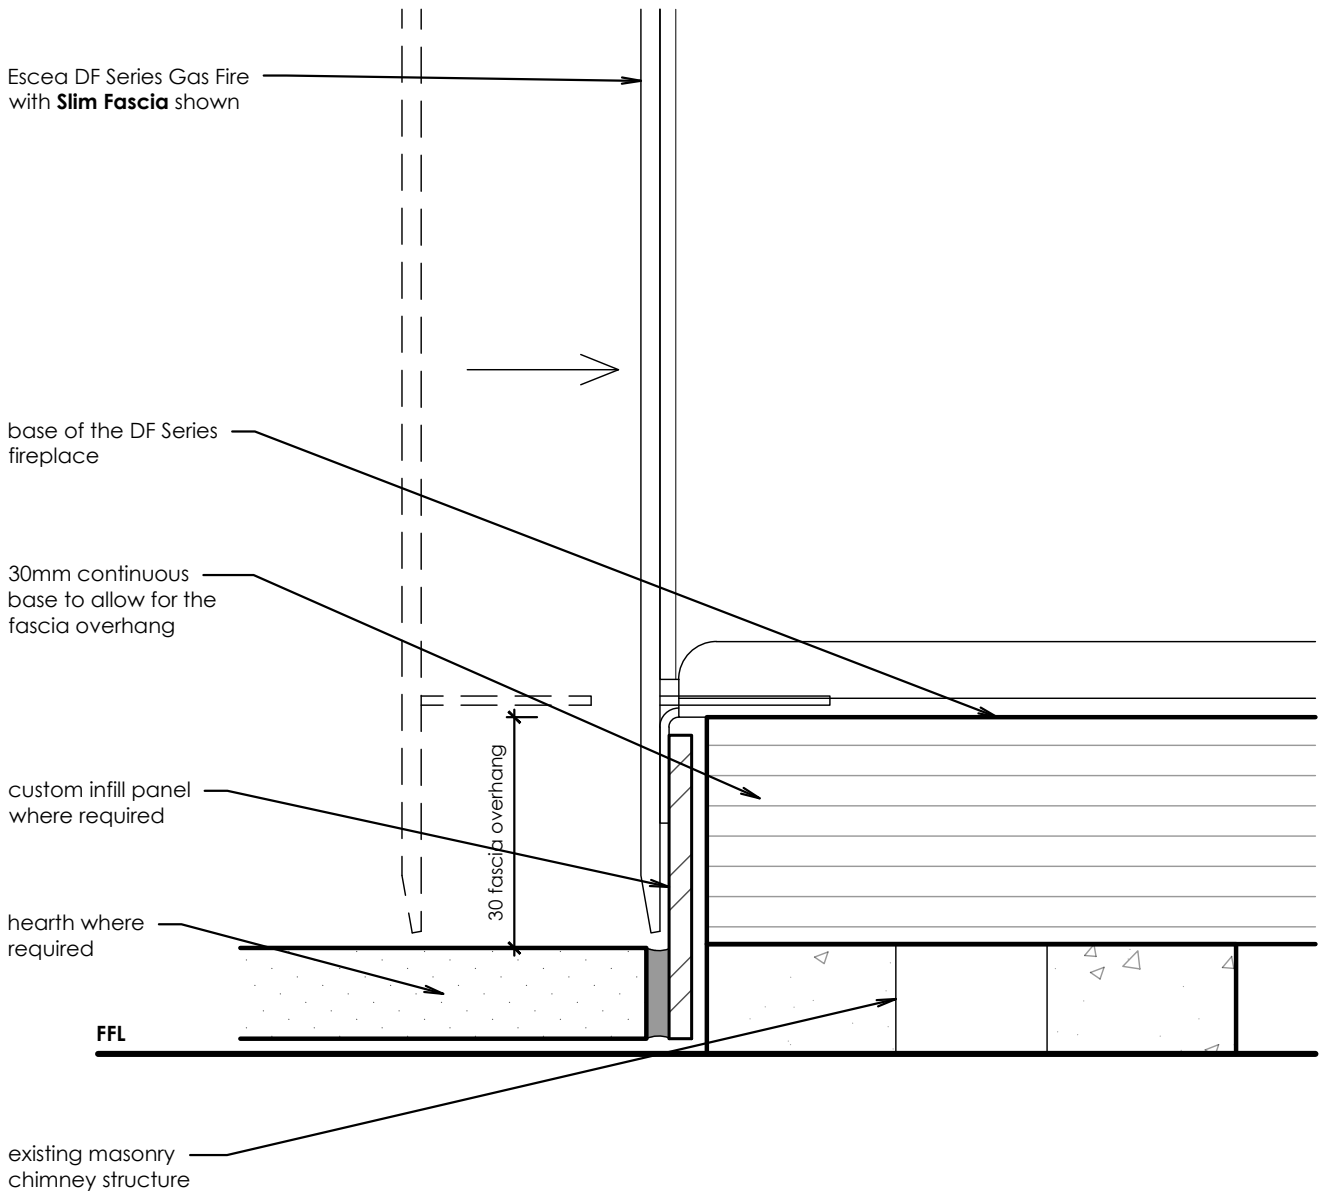 Escea DF Series Gas Fire
with Slim Fascia shown
base of the DF Series
fireplace
30mm continuous
base to allow for the
fascia overhang
custom infill panel
where required
30 fascia overhang
hearth where
required
FFL
existing masonry
chimney structure